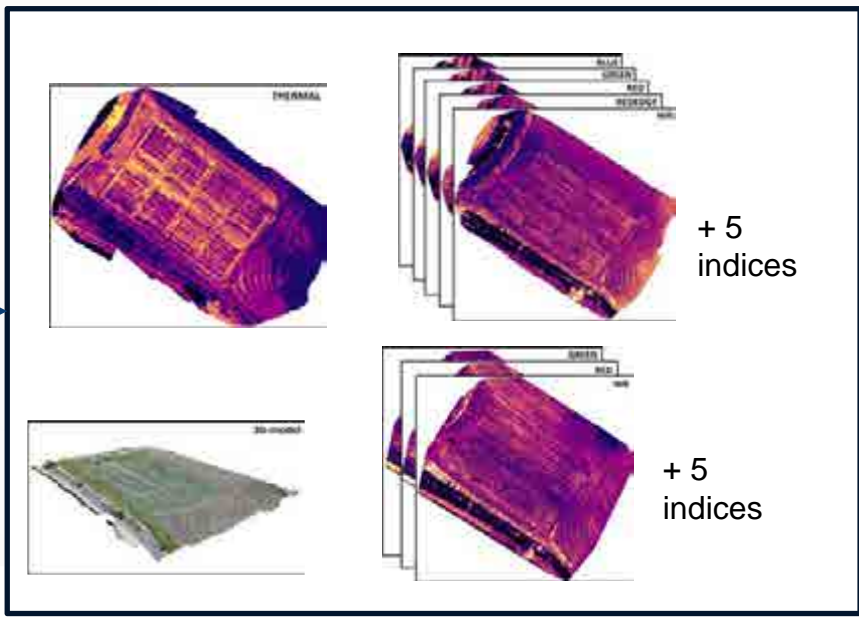 THERMAL
BLUE
GREEN
RED
REDEDGE
NIR
+ 5
indices
3D-model
GREEN
RED
NIR
+ 5
indices